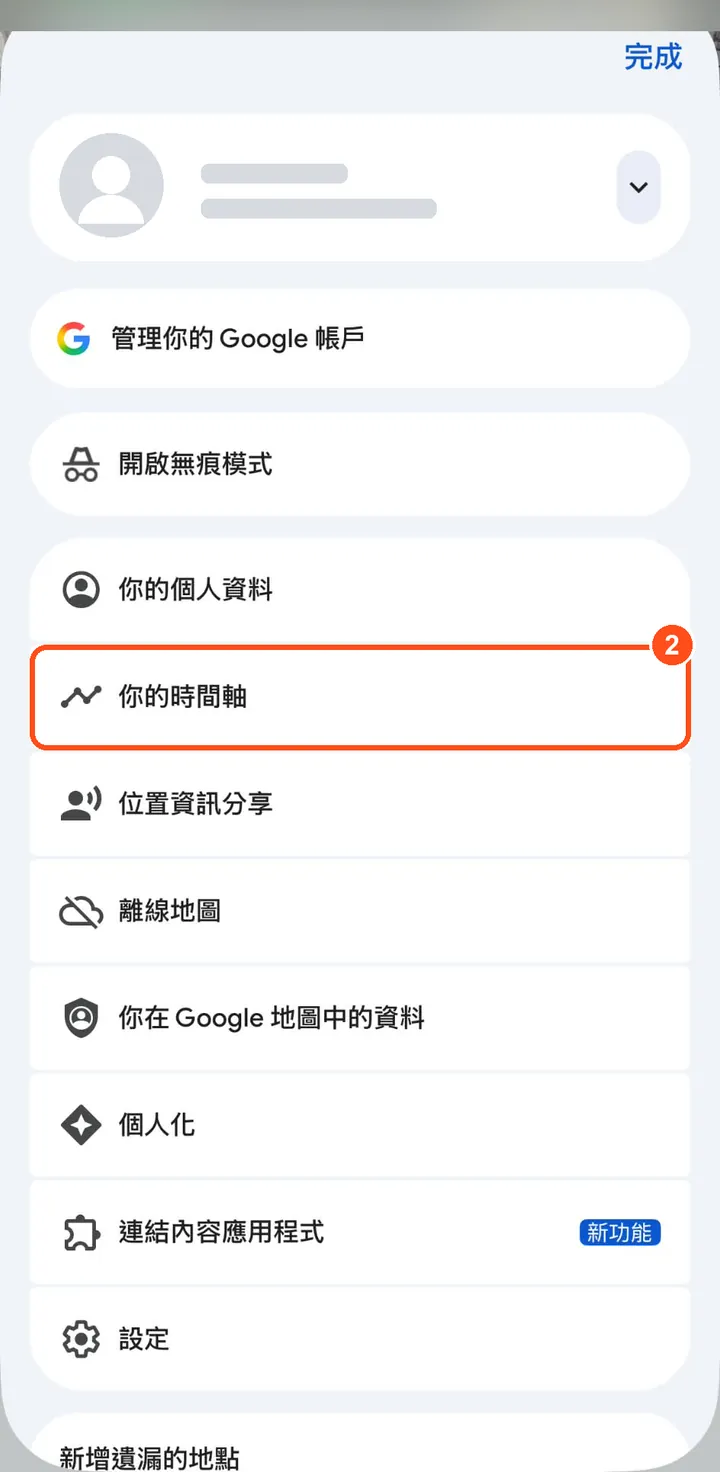 完成
管理你的 Google 帳戶
開啟無痕模式
你的個人資料
2
你的時間軸
位置資訊分享
離線地圖
你在 Google 地圖中的資料
個人化
連結內容應用程式
新功能
設定
新增遺漏的地點